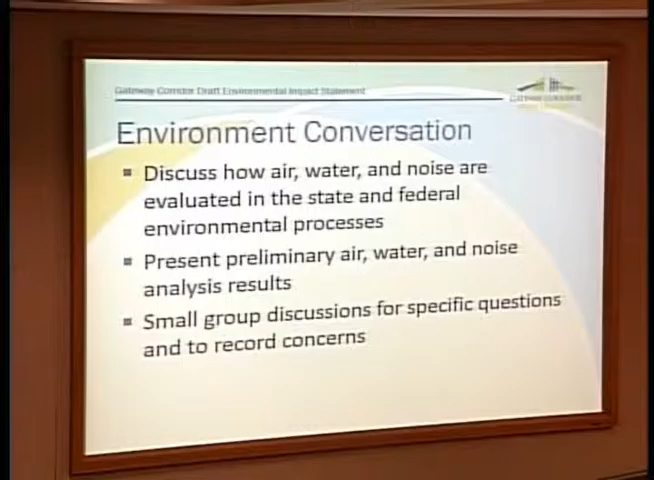 Gateway Corridor Draft Environmental Impact Statement
GATEWAY CORRIDOR
Environment Conversation
▪ Discuss how air, water, and noise are
evaluated in the state and federal
environmental processes
▪ Present preliminary air, water, and noise
analysis results
▪ Small group discussions for specific questions
and to record concerns